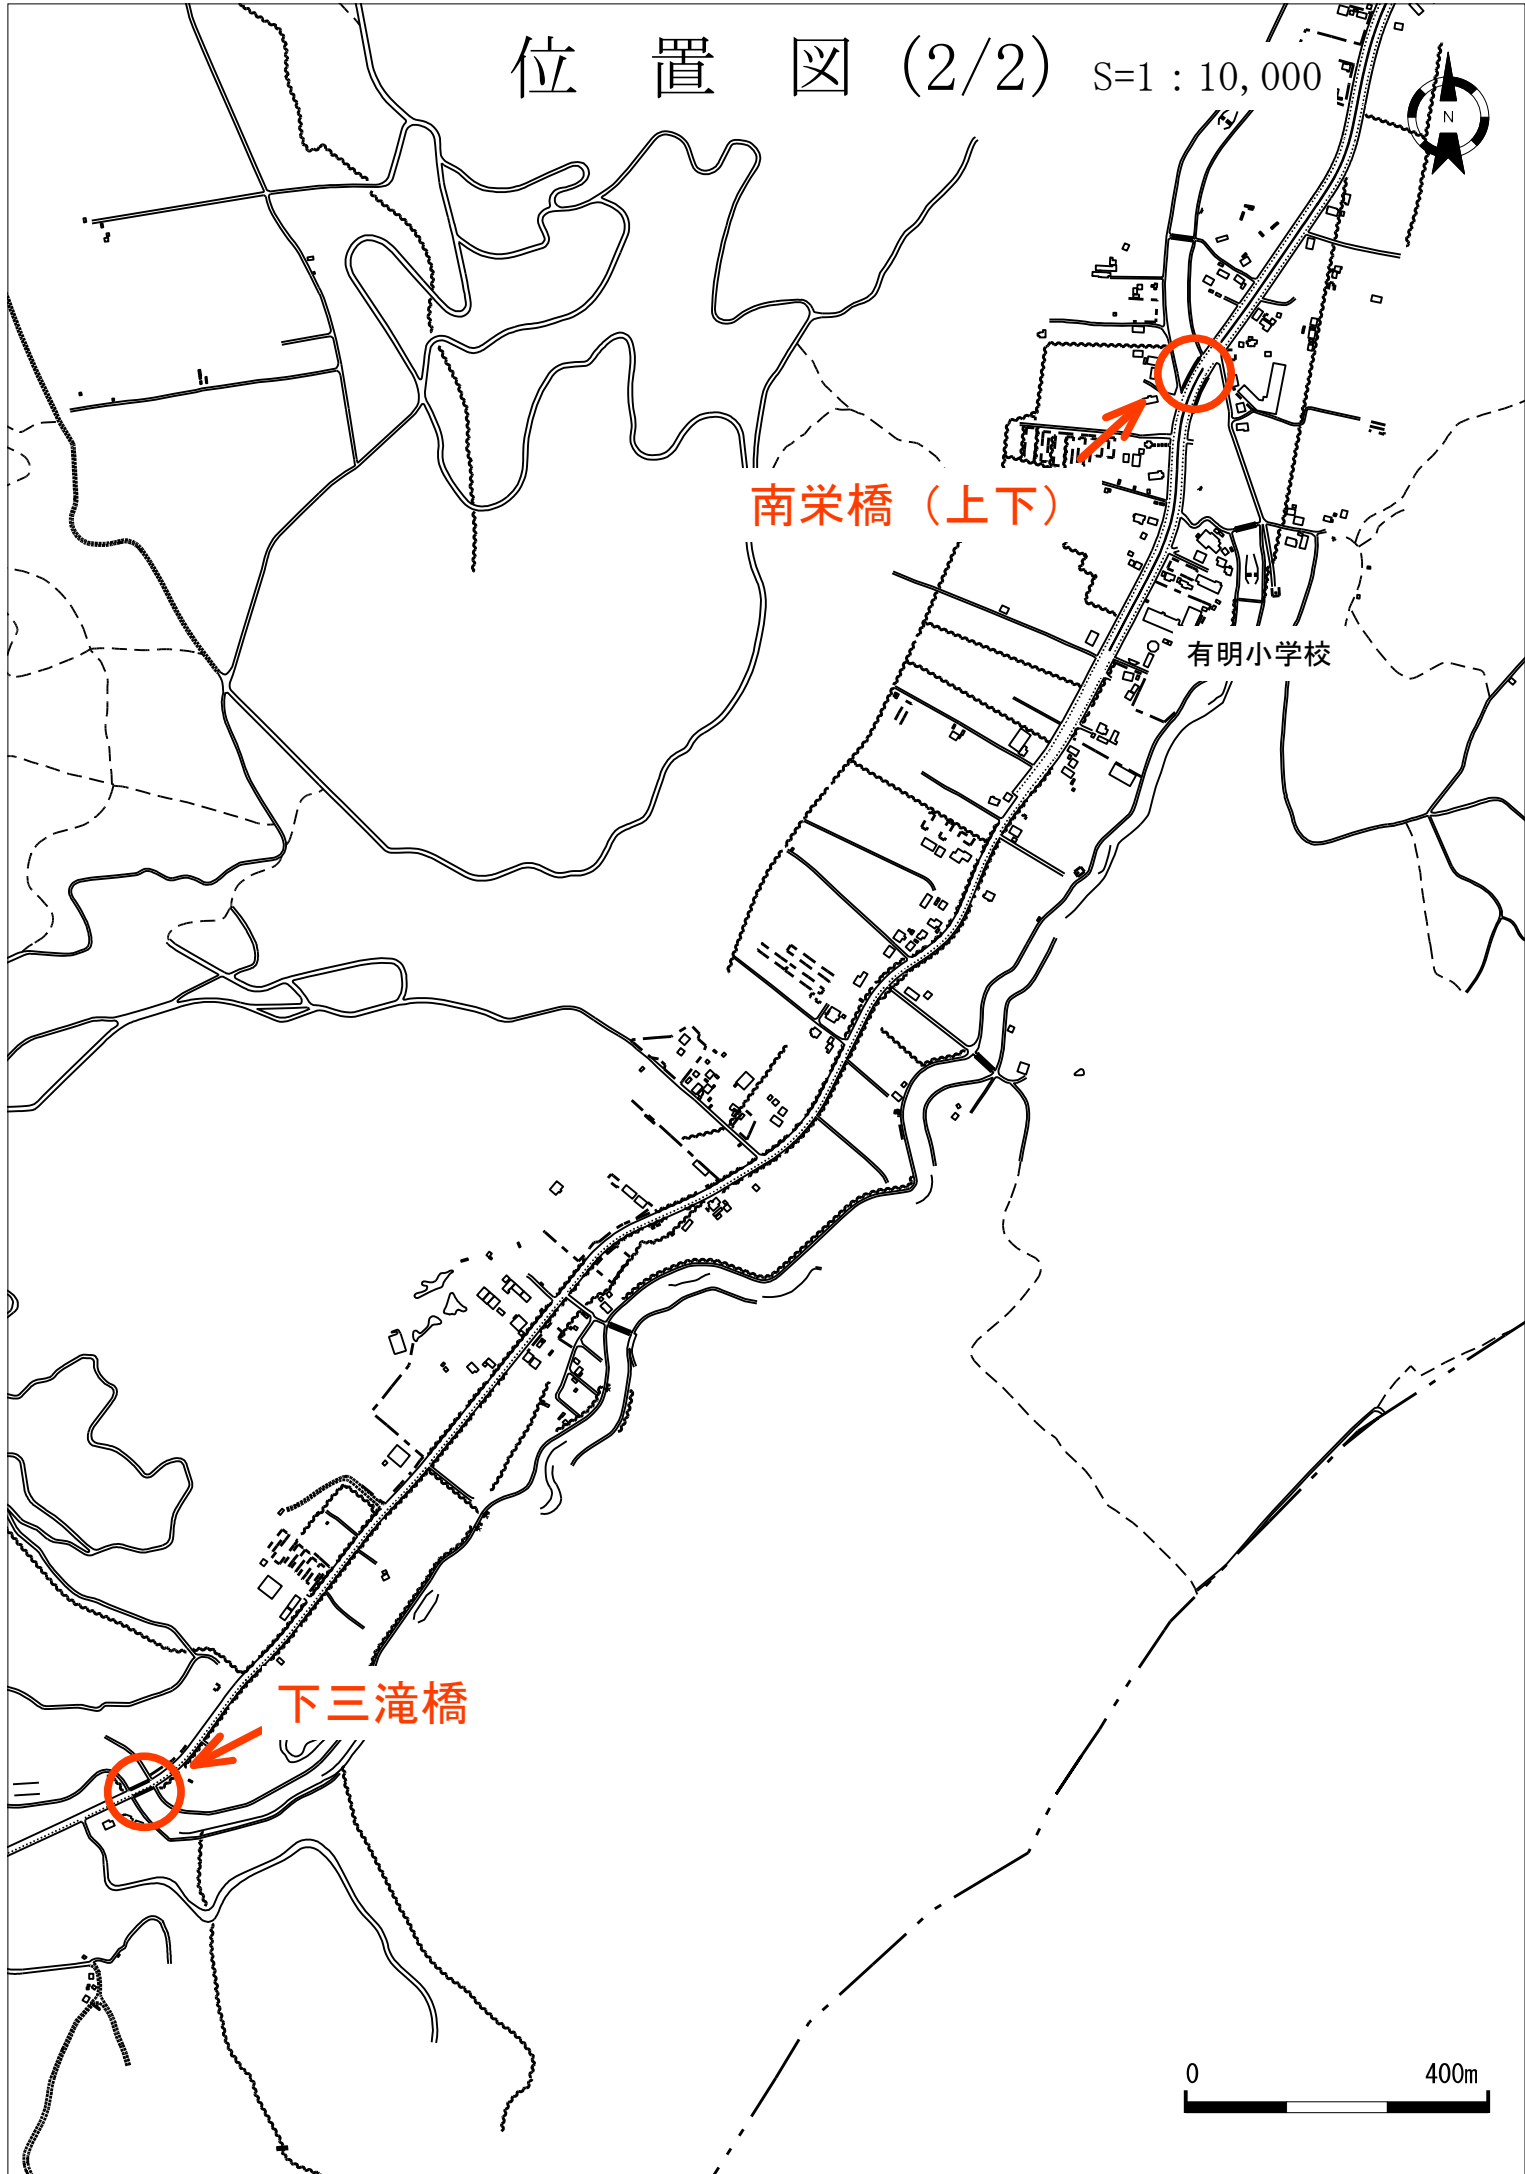 位 置 図 (2/2) S=1:10,000
N
南栄橋（上下）
有明小学校
下三滝橋
0 400m